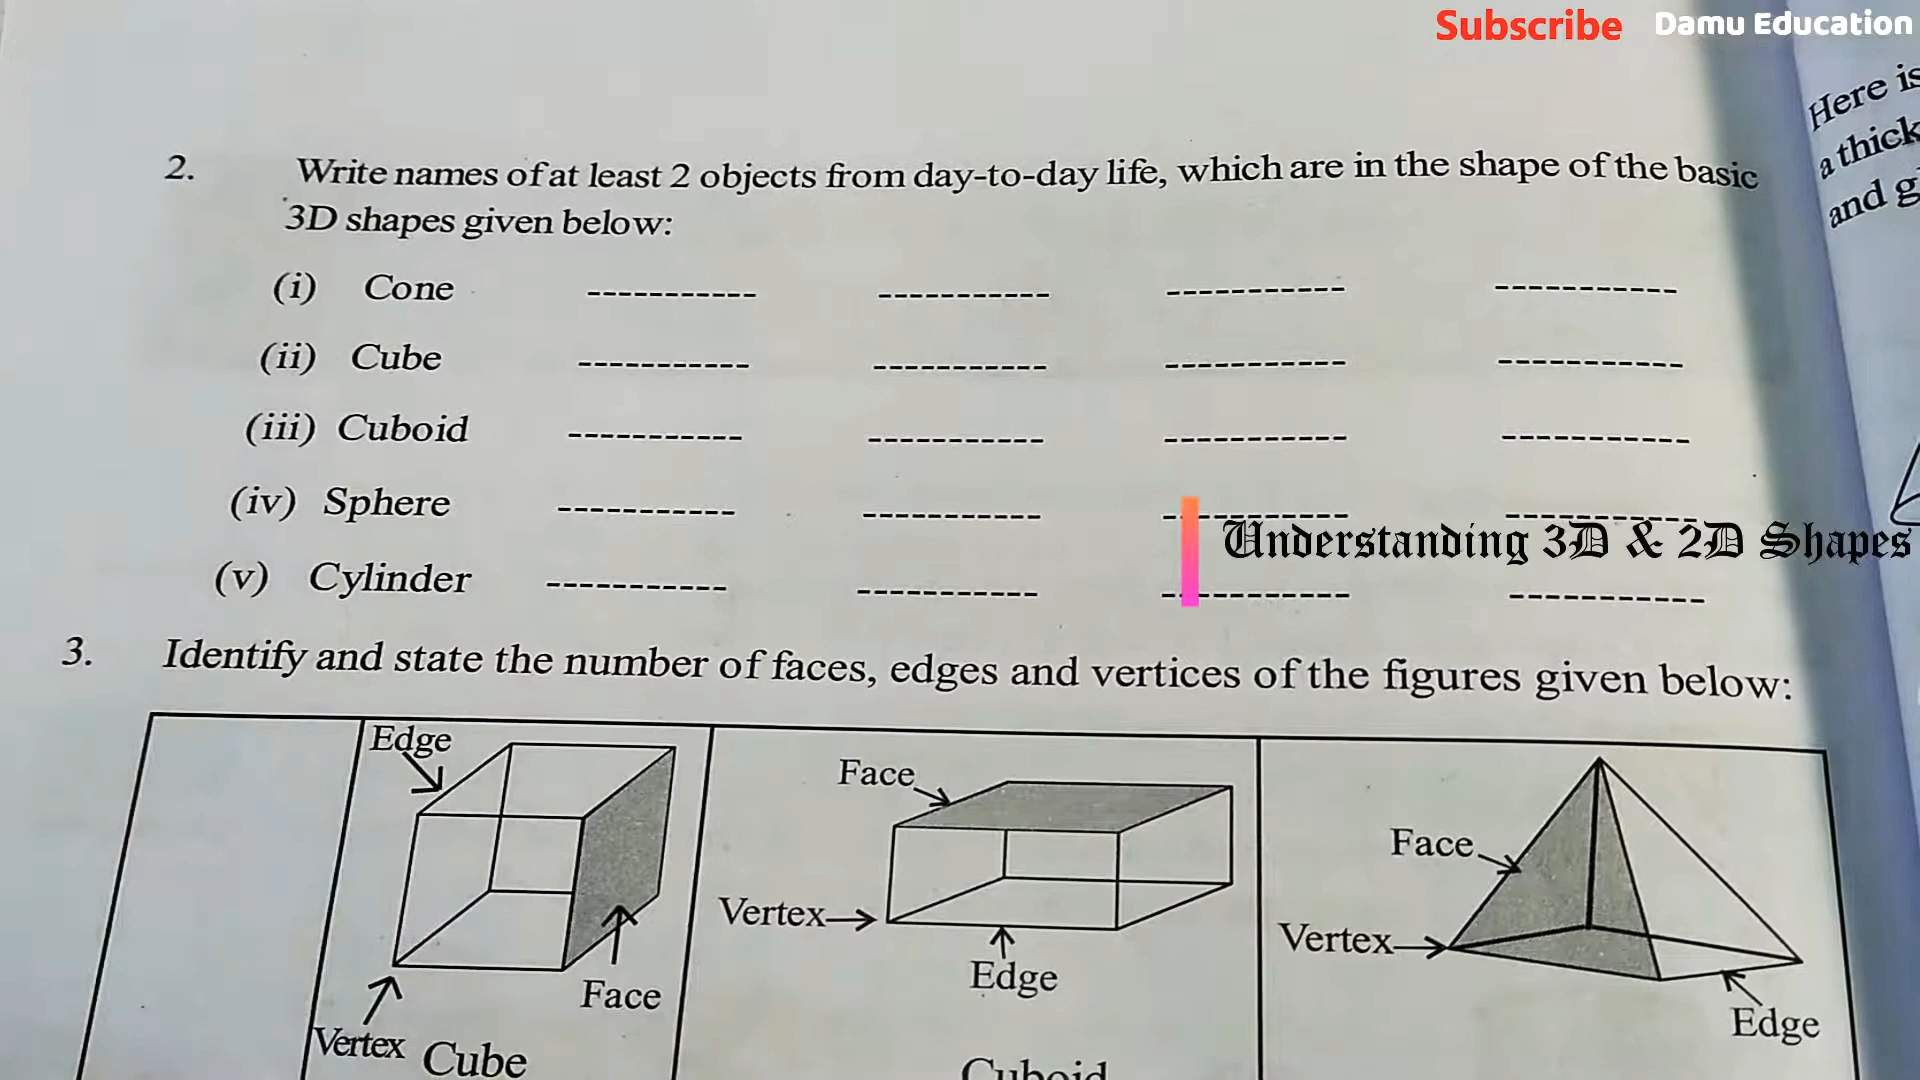 Subscribe Damu Education
2. Write names of at least 2 objects from day-to-day life, which are in the shape of the basic
3D shapes given below:
(i) Cone ----------- ----------- ----------- -----------
(ii) Cube ----------- ----------- ----------- -----------
(iii) Cuboid ----------- ----------- ----------- -----------
(iv) Sphere ----------- ----------- ----------- -----------
Understanding 3D & 2D Shapes
(v) Cylinder ----------- ----------- ----------- -----------
3. Identify and state the number of faces, edges and vertices of the figures given below:
Edge
Face
Vertex
Cube
Face
Vertex
Edge
Cuboid
Face
Vertex
Edge
Here is
a thick
and